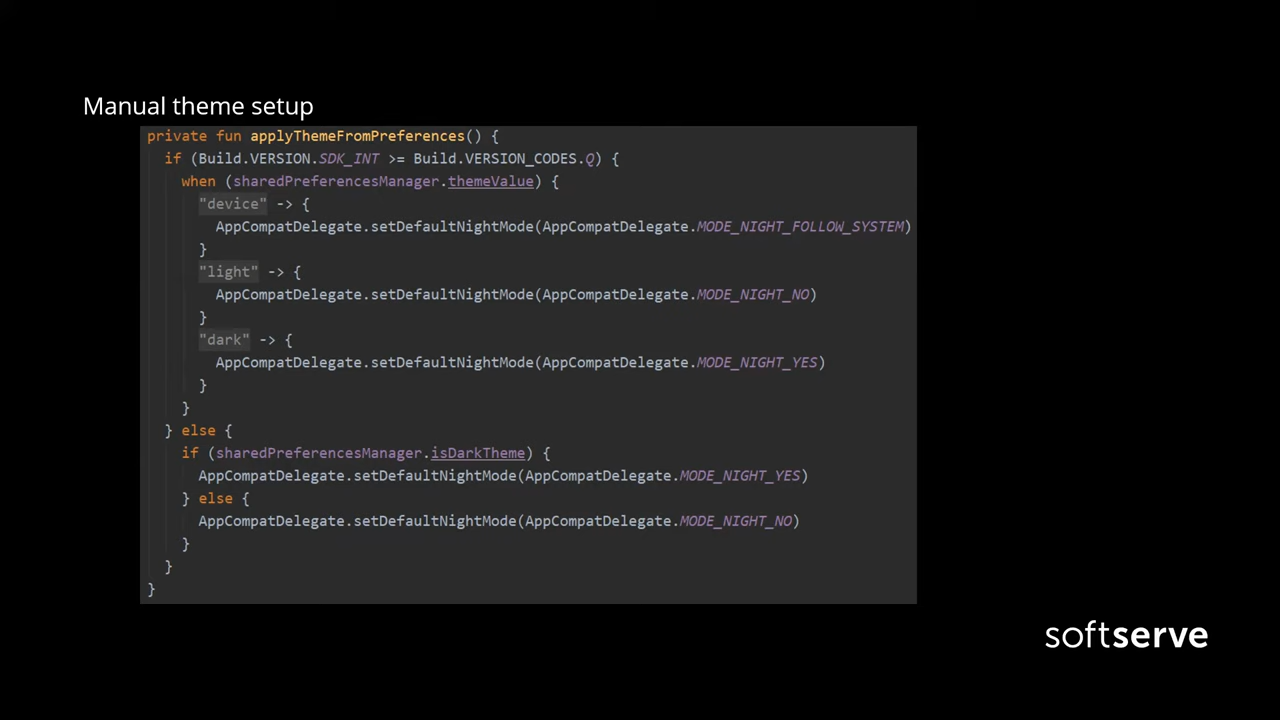 Manual theme setup
private fun applyThemeFromPreferences() {
if (Build.VERSION.SDK_INT >= Build.VERSION_CODES.Q) {
when (sharedPreferencesManager.themeValue) {
"device" -> {
AppCompatDelegate.setDefaultNightMode(AppCompatDelegate.MODE_NIGHT_FOLLOW_SYSTEM)
}
"light" -> {
AppCompatDelegate.setDefaultNightMode(AppCompatDelegate.MODE_NIGHT_NO)
}
"dark" -> {
AppCompatDelegate.setDefaultNightMode(AppCompatDelegate.MODE_NIGHT_YES)
}
}
} else {
if (sharedPreferencesManager.isDarkTheme) {
AppCompatDelegate.setDefaultNightMode(AppCompatDelegate.MODE_NIGHT_YES)
} else {
AppCompatDelegate.setDefaultNightMode(AppCompatDelegate.MODE_NIGHT_NO)
}
}
}
softserve